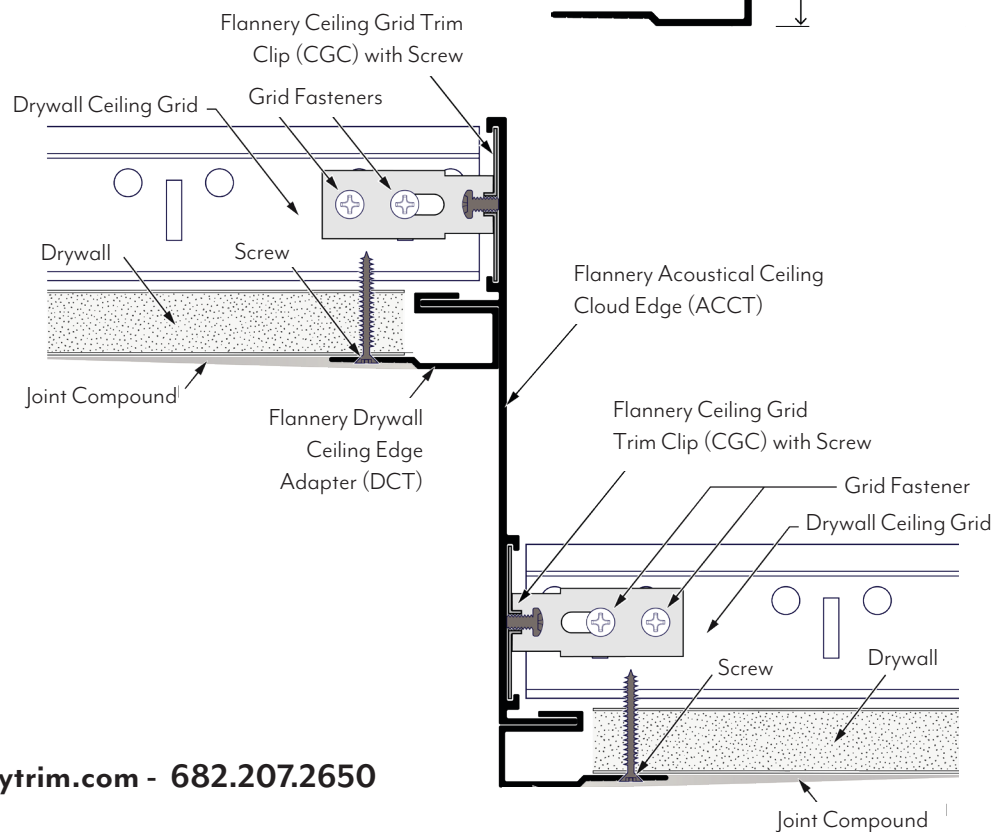 Flannery Ceiling Grid Trim
Clip (CGC) with Screw
Drywall Ceiling Grid
Grid Fasteners
Drywall
Screw
Flannery Acoustical Ceiling
Cloud Edge (ACCT)
Joint Compound
Flannery Drywall
Ceiling Edge
Adapter (DCT)
Flannery Ceiling Grid
Trim Clip (CGC) with Screw
Grid Fastener
Drywall Ceiling Grid
Screw
Drywall
ytrim.com - 682.207.2650
Joint Compound